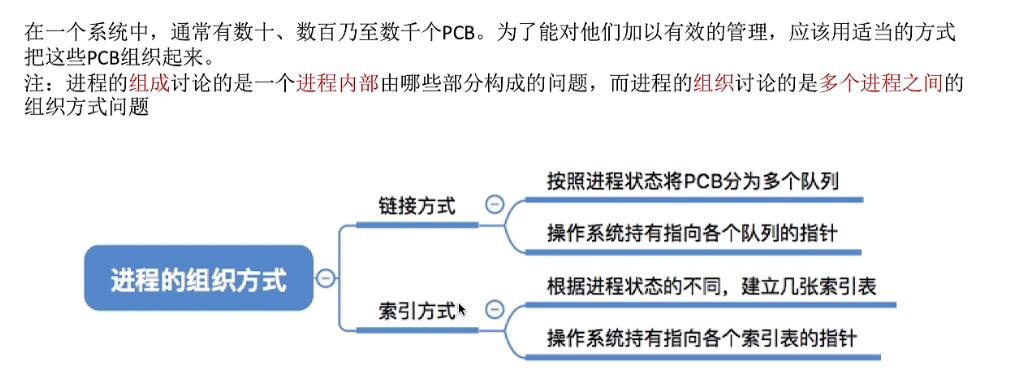 在一个系统中，通常有数十、数百乃至数千个PCB。为了能对他们加以有效的管理，应该用适当的方式
把这些PCB组织起来。
注：进程的组成讨论的是一个进程内部由哪些部分构成的问题，而进程的组织讨论的是多个进程之间的
组织方式问题
进程的组织方式
链接方式
按照进程状态将PCB分为多个队列
操作系统持有指向各个队列的指针
索引方式
根据进程状态的不同，建立几张索引表
操作系统持有指向各个索引表的指针